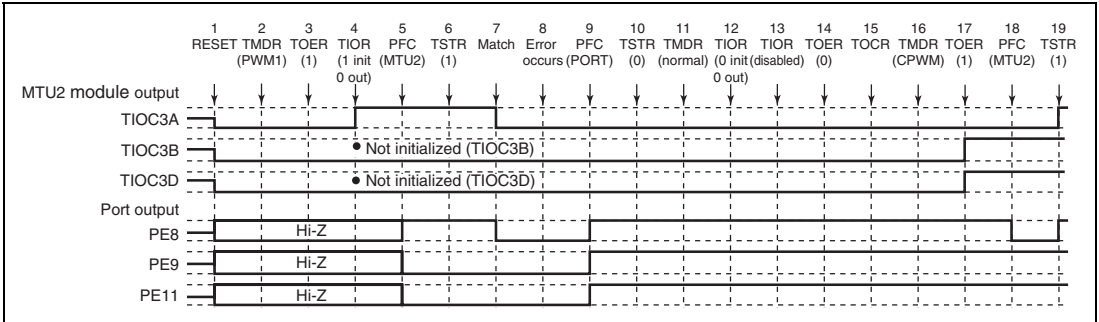 1 2 3 4 5 6 7 8 9 10 11 12 13 14 15 16 17 18 19
RESET TMDR TOER TIOR PFC TSTR Match Error PFC TSTR TMDR TIOR TIOR TOER TOCR TMDR TOER PFC TSTR
(PWM1) (1) (1 init (MTU2) (1) occurs (PORT) (0) (normal) (0 init (disabled) (0) (CPWM) (1) (MTU2) (1)
0 out) 0 out)
MTU2 module output
TIOC3A
TIOC3B • Not initialized (TIOC3B)
TIOC3D • Not initialized (TIOC3D)
Port output
PE8 Hi-Z
PE9 Hi-Z
PE11 Hi-Z